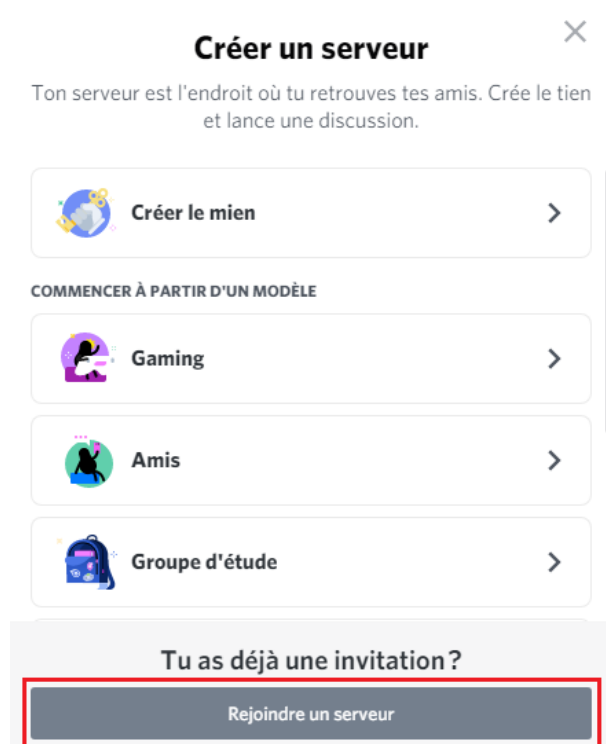 Créer un serveur
Ton serveur est l'endroit où tu retrouves tes amis. Crée le tien
et lance une discussion.
Créer le mien
COMMENCER À PARTIR D'UN MODÈLE
Gaming
Amis
Groupe d'étude
Tu as déjà une invitation ?
Rejoindre un serveur